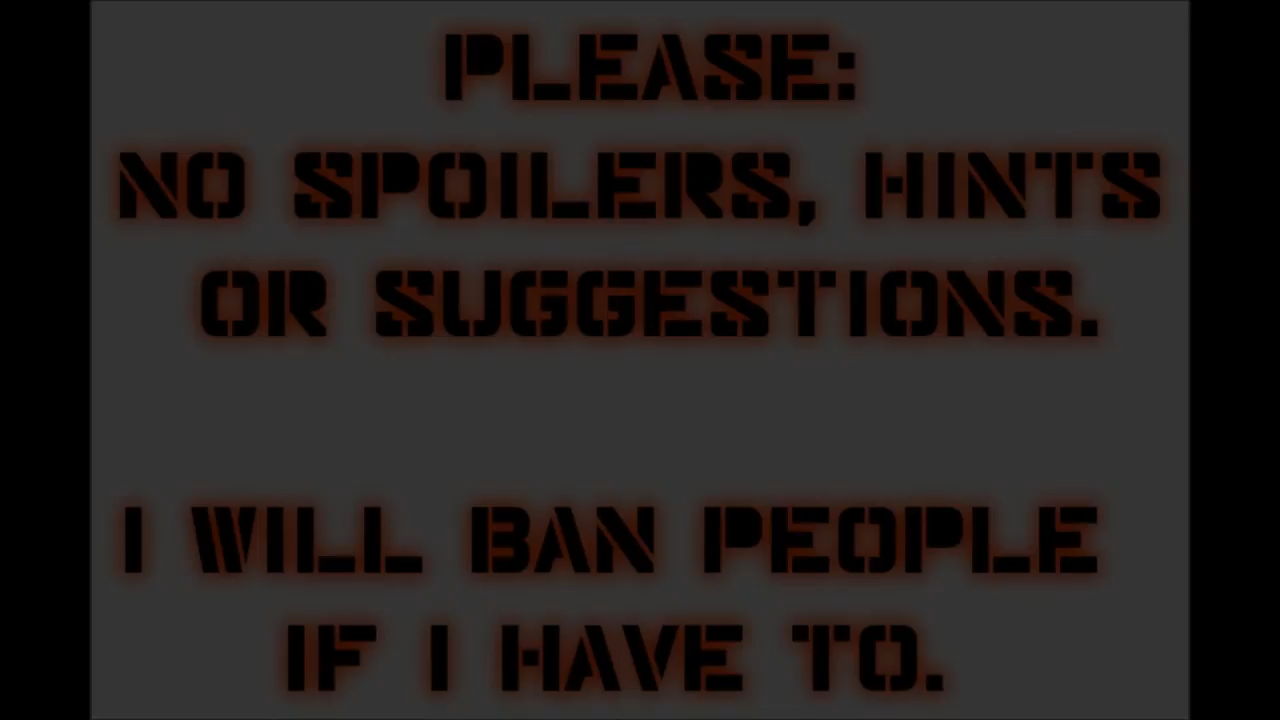 PLEASE:
NO SPOILERS, HINTS
OR SUGGESTIONS.
I WILL BAN PEOPLE
IF I HAVE TO.